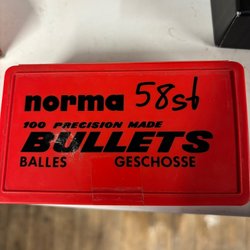 norma 58st
100 PRECISION MADE
BULLETS
BALLES GESCHOSSE